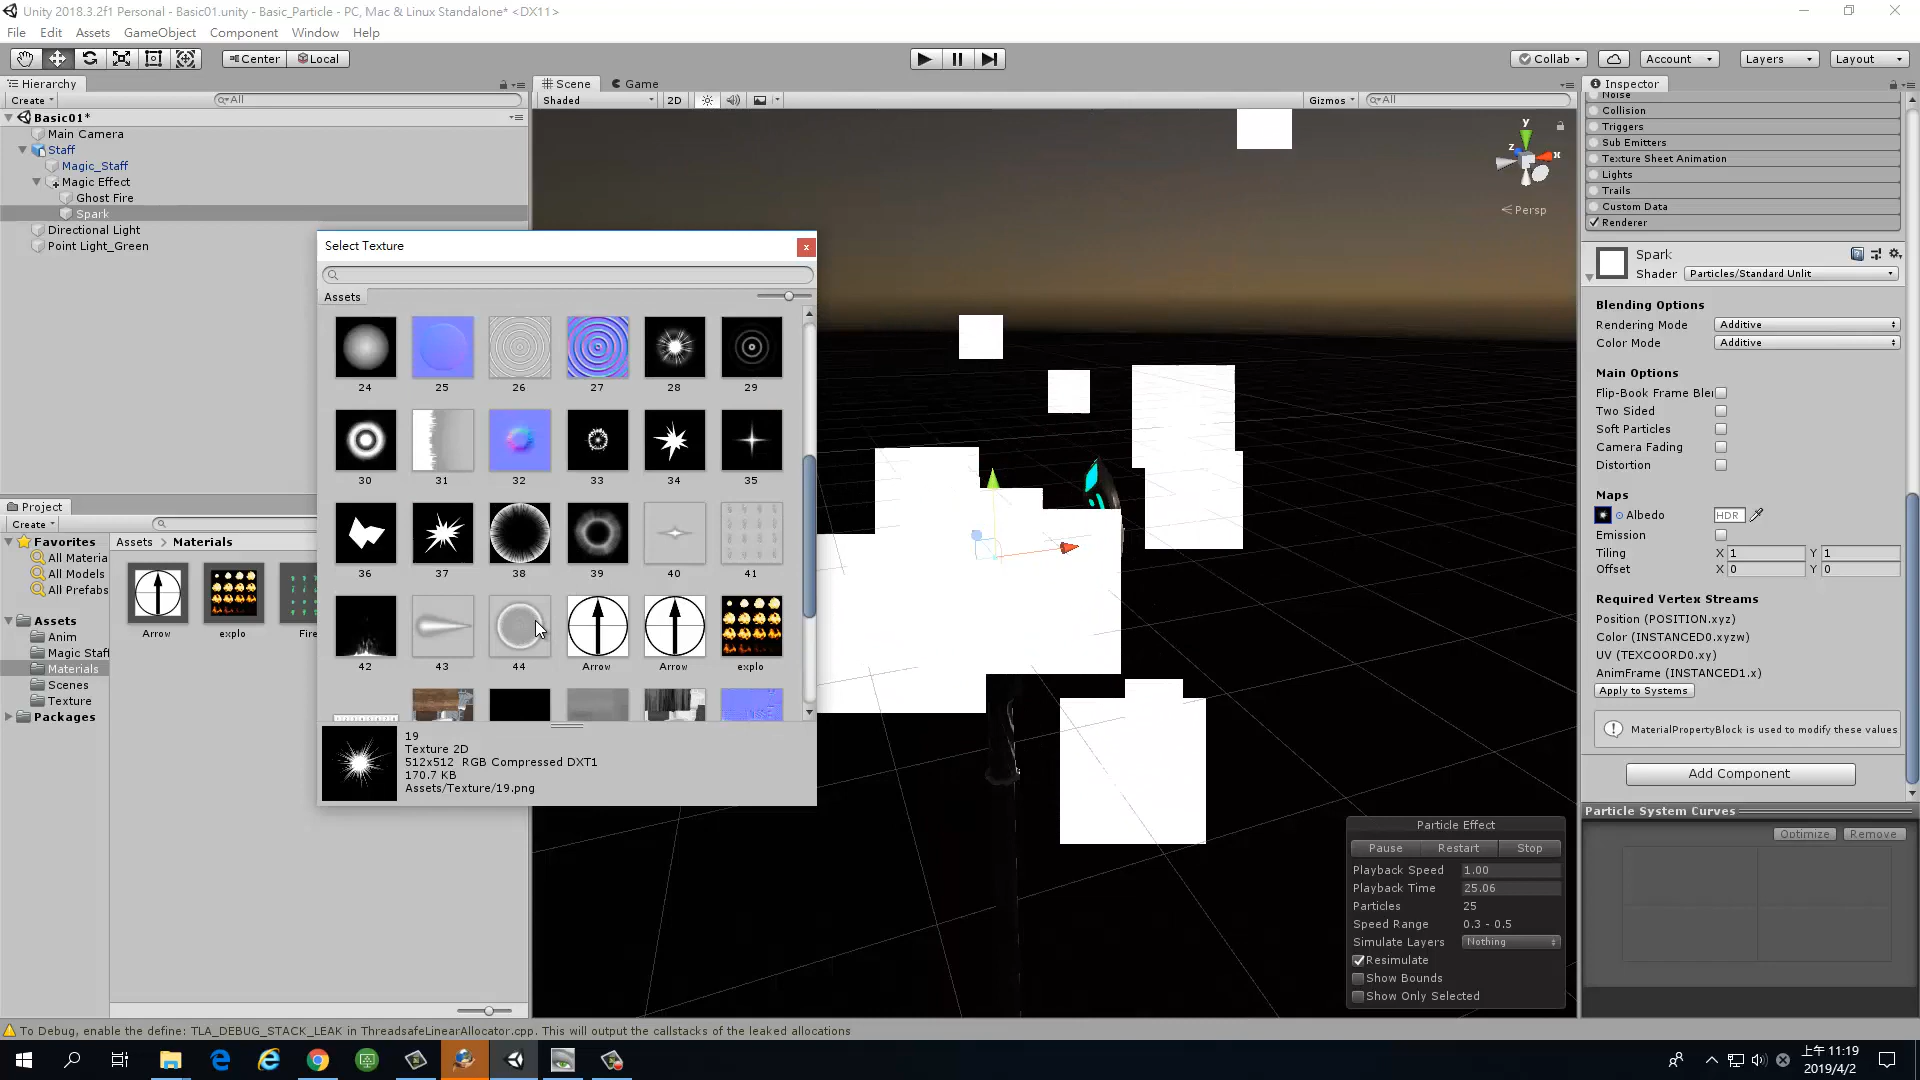 Unity 2018.3.2f1 Personal - Basic01.unity - Basic_Particle - PC, Mac & Linux Standalone* <DX11>
File Edit Assets GameObject Component Window Help
Center Local
Collab Account Layers Layout
Hierarchy
Create All
Basic01*
Main Camera
Staff
Magic_Staff
Magic Effect
Ghost Fire
Spark
Directional Light
Point Light_Green
Scene Game
Shaded 2D Gizmos All
y
z x
Persp
Select Texture
x
Assets
24 25 26 27 28 29
30 31 32 33 34 35
36 37 38 39 40 41
42 43 44 Arrow Arrow explo
19
Texture 2D
512x512 RGB Compressed DXT1
170.7 KB
Assets/Texture/19.png
Project
Create
Favorites
All Materia
All Models
All Prefabs
Assets
Anim
Magic Staff
Materials
Scenes
Texture
Packages
Assets Materials
Arrow explo Fire
Particle Effect
Pause Restart Stop
Playback Speed 1.00
Playback Time 25.06
Particles 25
Speed Range 0.3 - 0.5
Simulate Layers Nothing
Resimulate
Show Bounds
Show Only Selected
Inspector
Noise
Collision
Triggers
Sub Emitters
Texture Sheet Animation
Lights
Trails
Custom Data
Renderer
Spark
Shader Particles/Standard Unlit
Blending Options
Rendering Mode Additive
Color Mode Additive
Main Options
Flip-Book Frame Ble
Two Sided
Soft Particles
Camera Fading
Distortion
Maps
Albedo HDR
Emission
Tiling X 1 Y 1
Offset X 0 Y 0
Required Vertex Streams
Position (POSITION.xyz)
Color (INSTANCED0.xyzw)
UV (TEXCOORD0.xy)
AnimFrame (INSTANCED1.x)
Apply to Systems
MaterialPropertyBlock is used to modify these values
Add Component
Particle System Curves
Optimize Remove
To Debug, enable the define: TLA_DEBUG_STACK_LEAK in ThreadsafeLinearAllocator.cpp. This will output the callstacks of the leaked allocations
上午 11:19
2019/4/2